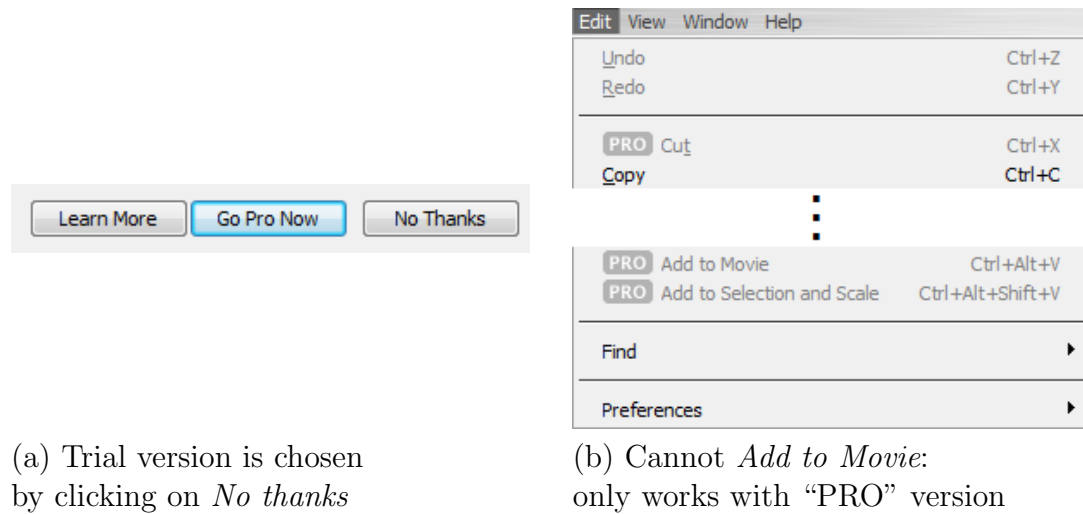 Learn More Go Pro Now No Thanks
(a) Trial version is chosen
by clicking on No thanks
Edit View Window Help
Undo Ctrl+Z
Redo Ctrl+Y
PRO Cut Ctrl+X
Copy Ctrl+C
PRO Add to Movie Ctrl+Alt+V
PRO Add to Selection and Scale Ctrl+Alt+Shift+V
Find
Preferences
(b) Cannot Add to Movie:
only works with “PRO” version